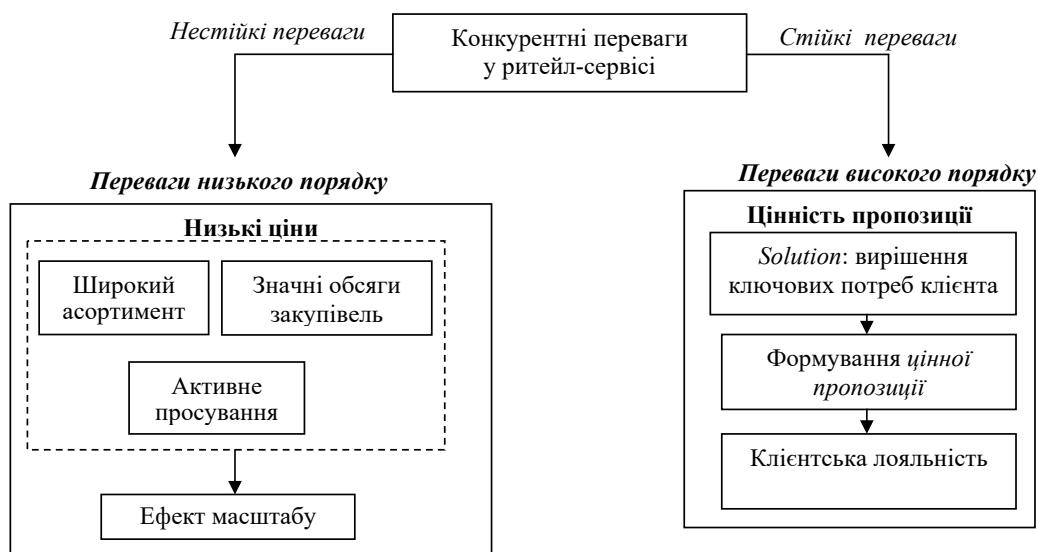 Нестійкі переваги
Конкурентні переваги
у ритейл-сервісі
Стійкі переваги
Переваги низького порядку
Низькі ціни
Широкий
асортимент
Значні обсяги
закупівель
Активне
просування
Ефект масштабу
Переваги високого порядку
Цінність пропозиції
Solution: вирішення
ключових потреб клієнта
Формування цінної
пропозиції
Клієнтська лояльність